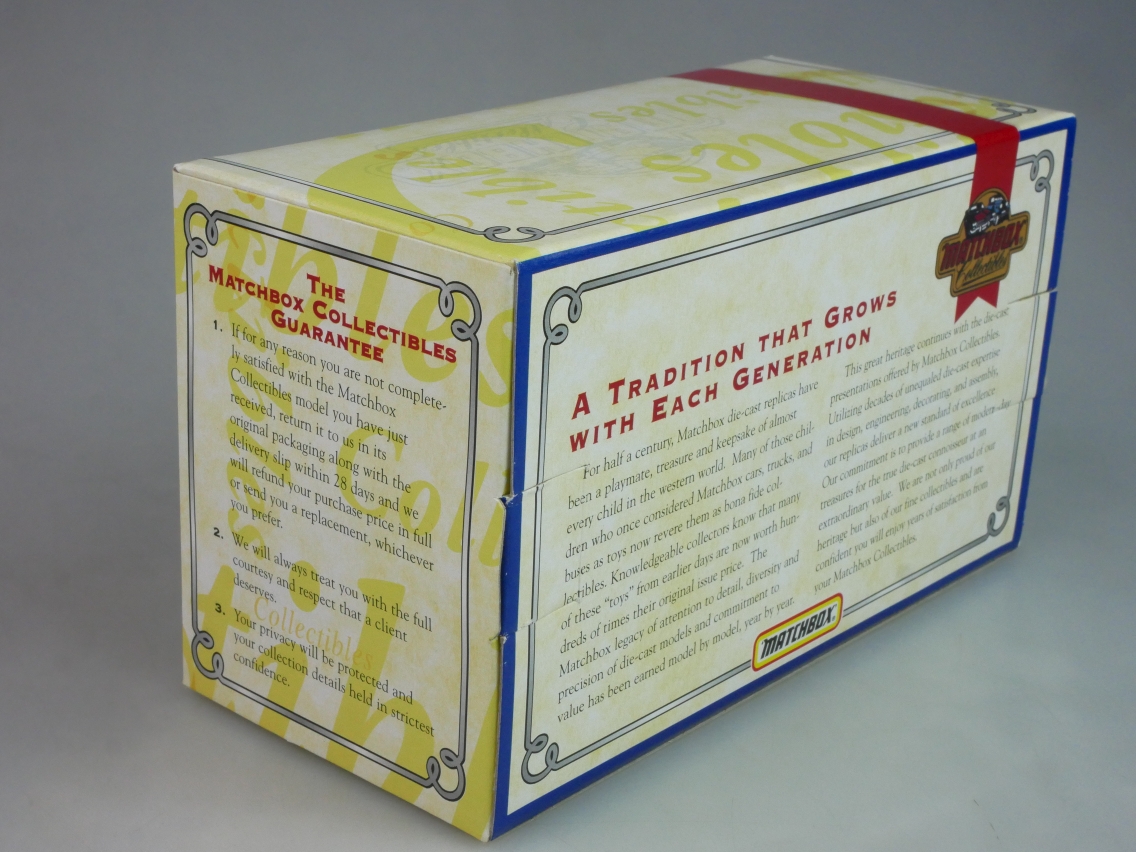 The
Matchbox Collectibles
Guarantee
1. If for any reason you are not complete-
ly satisfied with the Matchbox
Collectibles model you have just
received, return it to us in its
original packaging along with the
delivery slip within 28 days and we
will refund your purchase price in full
or send you a replacement, whichever
you prefer.
2. We will always treat you with the full
courtesy and respect that a client
deserves.
3. Your privacy will be protected and
your collection details held in strictest
confidence.
Collectibles
A Tradition that Grows
with Each Generation
For half a century, Matchbox die-cast replicas have
been a playmate, treasure and keepsake of almost
every child in the western world. Many of those chil-
dren who once considered Matchbox cars, trucks, and
buses as toys now revere them as bona fide col-
lectibles. Knowledgeable collectors know that many
of these "toys" from earlier days are now worth hun-
dreds of times their original issue price. The
Matchbox legacy of attention to detail, diversity and
precision of die-cast models and commitment to
value has been earned model by model, year by year.
This great heritage continues with the die-cast
presentations offered by Matchbox Collectibles.
Utilizing decades of unequaled die-cast expertise
in design, engineering, decorating, and assembly,
our replicas deliver a new standard of excellence.
Our commitment is to provide a range of modern-day
treasures for the true die-cast connoisseur at an
extraordinary value. We are not only proud of our
heritage but also of our fine collectibles and are
confident you will enjoy years of satisfaction from
your Matchbox Collectibles.
MATCHBOX
Collectibles
MATCHBOX